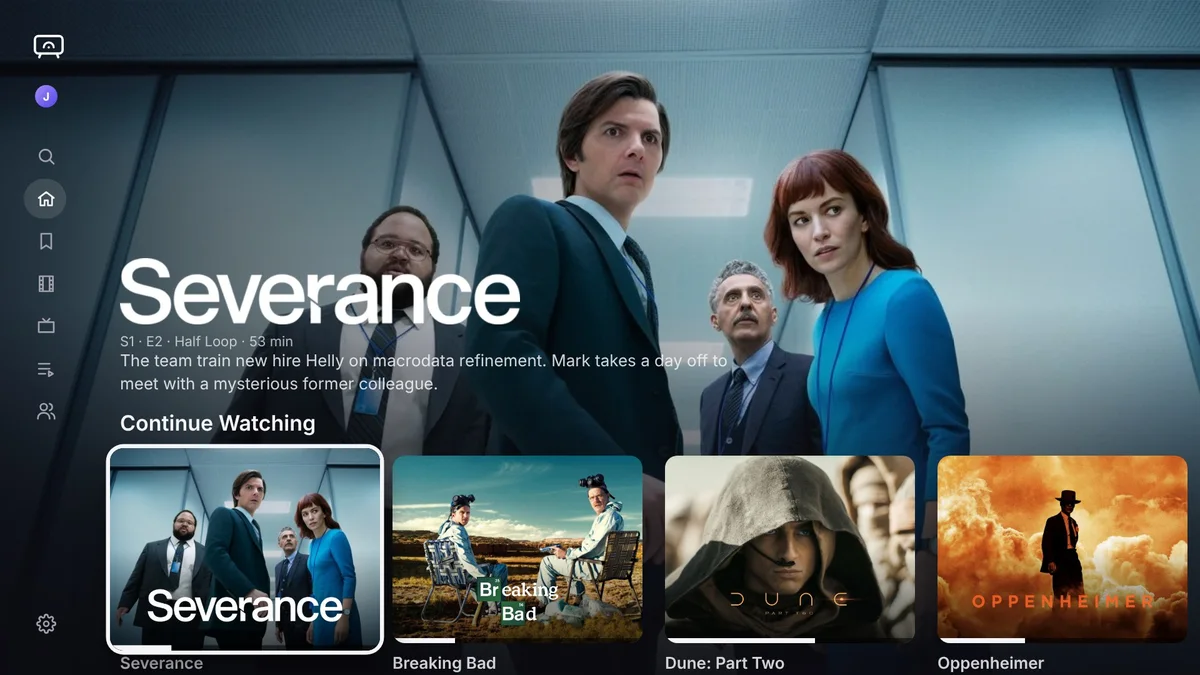 J
Severance
S1 · E2 · Half Loop · 53 min
The team train new hire Helly on macrodata refinement. Mark takes a day off to
meet with a mysterious former colleague.
Continue Watching
Severance
Breaking
Bad
DUNE
PART TWO
OPPENHEIMER
Severance
Breaking Bad
Dune: Part Two
Oppenheimer